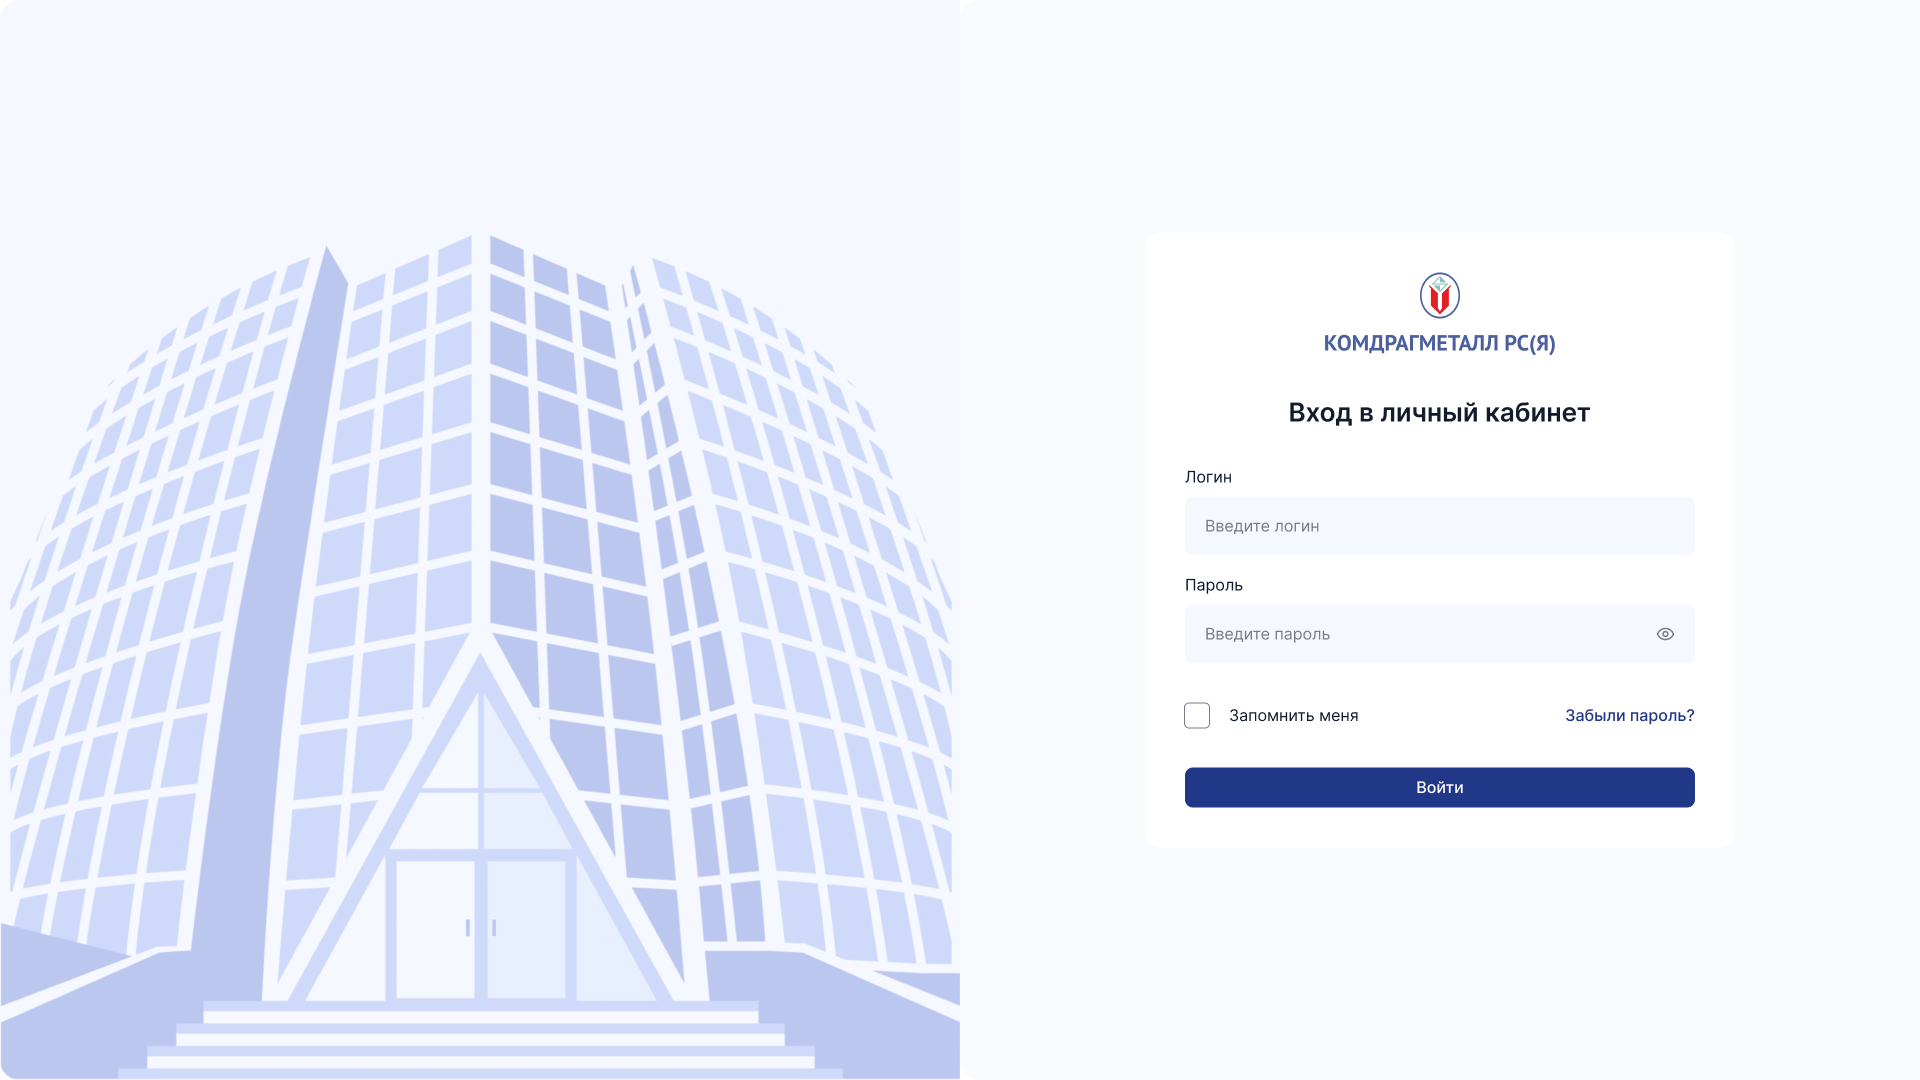 КОМДРАГМЕТАЛЛ РС(Я)
Вход в личный кабинет
Логин
Введите логин
Пароль
Введите пароль
Запомнить меня
Забыли пароль?
Войти